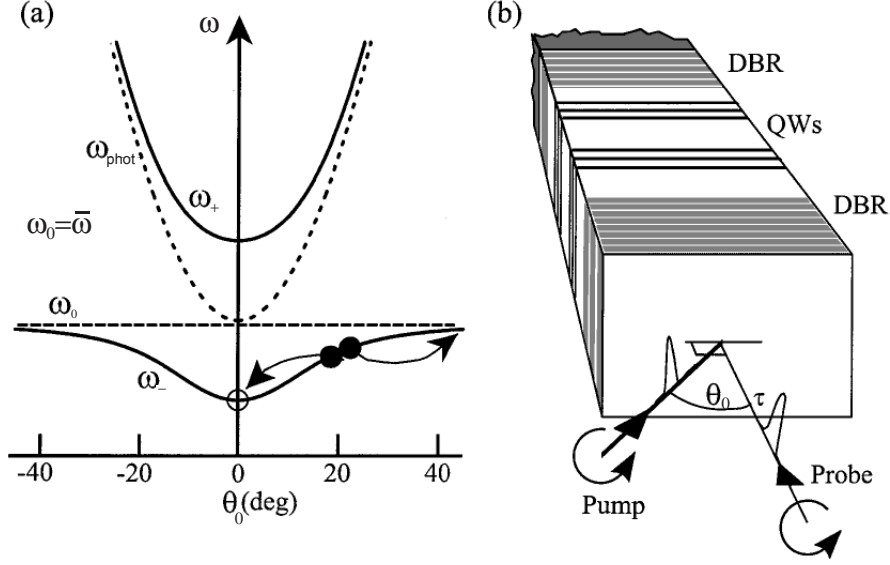 (a)
ω
ω_phot
ω_+
ω_0=ω̄
ω_0
ω_-
-40 -20 0 20 40
θ_0(deg)
(b)
DBR
QWs
DBR
θ_0
τ
Pump
Probe